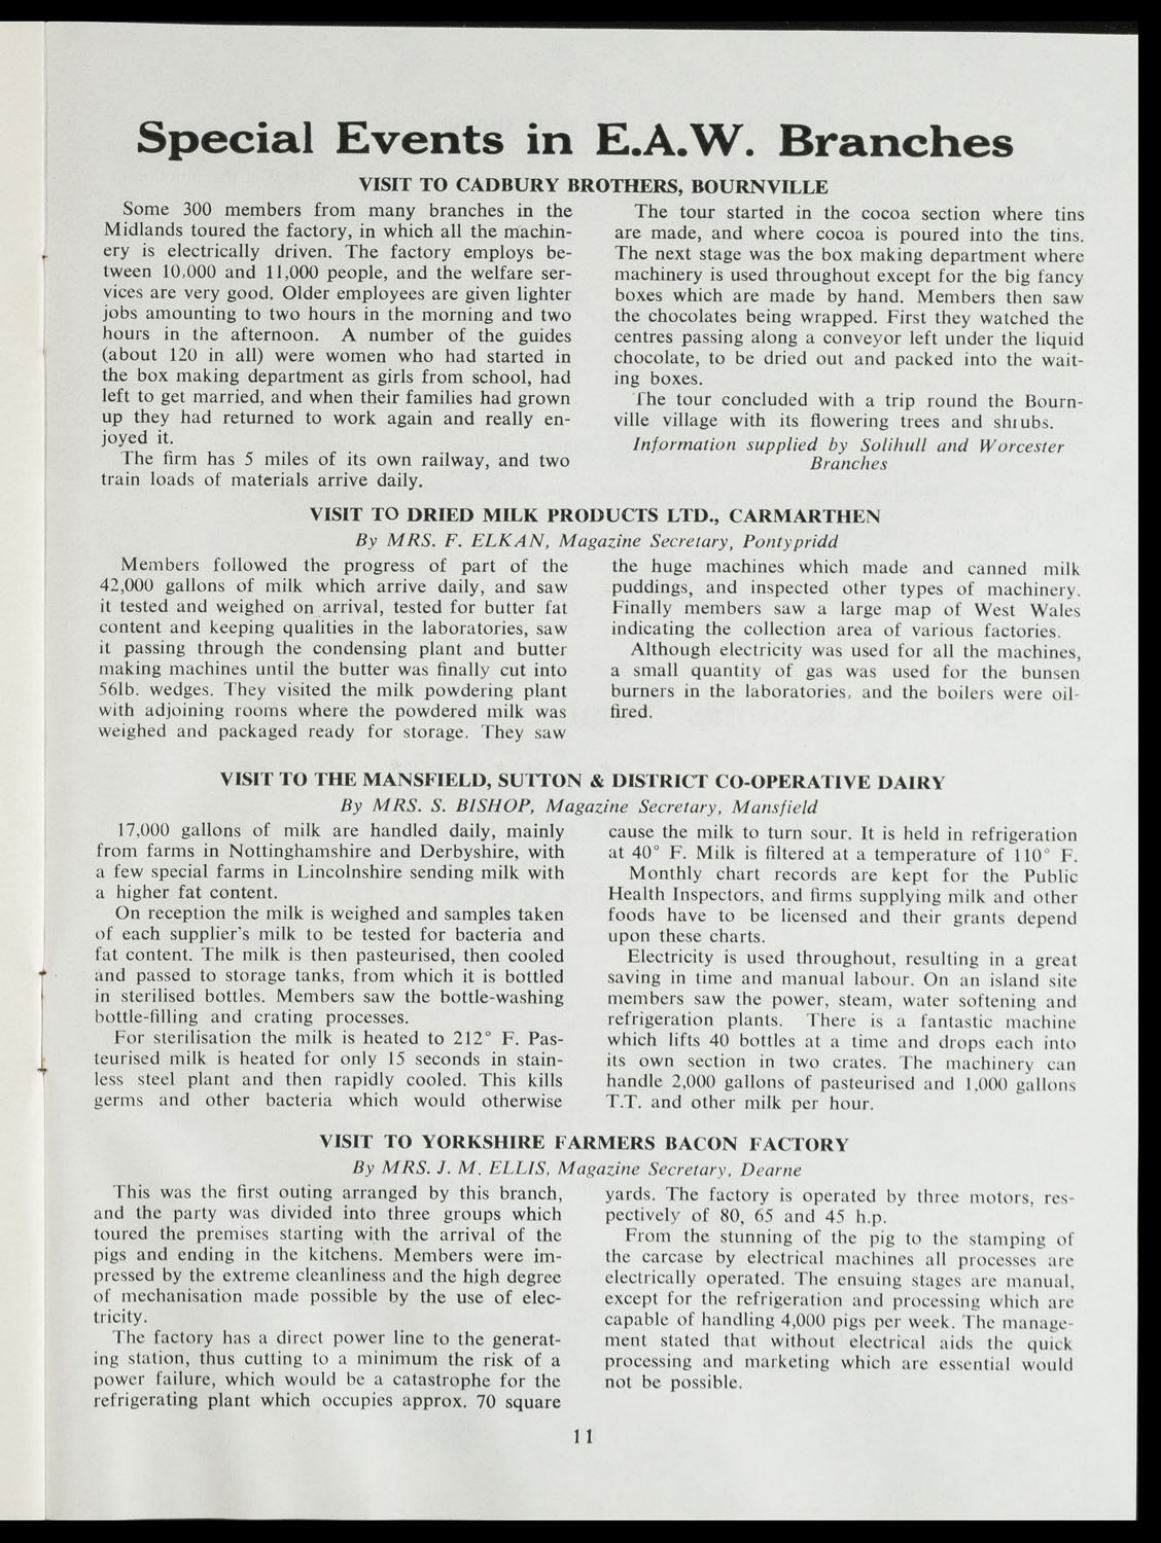 Special Events in E.A.W. Branches
VISIT TO CADBURY BROTHERS, BOURNVILLE
Some 300 members from many branches in the
Midlands toured the factory, in which all the machin-
ery is electrically driven. The factory employs be-
tween 10,000 and 11,000 people, and the welfare ser-
vices are very good. Older employees are given lighter
jobs amounting to two hours in the morning and two
hours in the afternoon. A number of the guides
(about 120 in all) were women who had started in
the box making department as girls from school, had
left to get married, and when their families had grown
up they had returned to work again and really en-
joyed it.
The firm has 5 miles of its own railway, and two
train loads of materials arrive daily.
The tour started in the cocoa section where tins
are made, and where cocoa is poured into the tins.
The next stage was the box making department where
machinery is used throughout except for the big fancy
boxes which are made by hand. Members then saw
the chocolates being wrapped. First they watched the
centres passing along a conveyor left under the liquid
chocolate, to be dried out and packed into the wait-
ing boxes.
The tour concluded with a trip round the Bourn-
ville village with its flowering trees and shrubs.
Information supplied by Solihull and Worcester
Branches
VISIT TO DRIED MILK PRODUCTS LTD., CARMARTHEN
By MRS. F. ELKAN, Magazine Secretary, Pontypridd
Members followed the progress of part of the
42,000 gallons of milk which arrive daily, and saw
it tested and weighed on arrival, tested for butter fat
content and keeping qualities in the laboratories, saw
it passing through the condensing plant and butter
making machines until the butter was finally cut into
56lb. wedges. They visited the milk powdering plant
with adjoining rooms where the powdered milk was
weighed and packaged ready for storage. They saw
the huge machines which made and canned milk
puddings, and inspected other types of machinery.
Finally members saw a large map of West Wales
indicating the collection area of various factories.
Although electricity was used for all the machines,
a small quantity of gas was used for the bunsen
burners in the laboratories, and the boilers were oil-
fired.
VISIT TO THE MANSFIELD, SUTTON & DISTRICT CO-OPERATIVE DAIRY
By MRS. S. BISHOP, Magazine Secretary, Mansfield
17,000 gallons of milk are handled daily, mainly
from farms in Nottinghamshire and Derbyshire, with
a few special farms in Lincolnshire sending milk with
a higher fat content.
On reception the milk is weighed and samples taken
of each supplier's milk to be tested for bacteria and
fat content. The milk is then pasteurised, then cooled
and passed to storage tanks, from which it is bottled
in sterilised bottles. Members saw the bottle-washing
bottle-filling and crating processes.
For sterilisation the milk is heated to 212° F. Pas-
teurised milk is heated for only 15 seconds in stain-
less steel plant and then rapidly cooled. This kills
germs and other bacteria which would otherwise
cause the milk to turn sour. It is held in refrigeration
at 40° F. Milk is filtered at a temperature of 110° F.
Monthly chart records are kept for the Public
Health Inspectors, and firms supplying milk and other
foods have to be licensed and their grants depend
upon these charts.
Electricity is used throughout, resulting in a great
saving in time and manual labour. On an island site
members saw the power, steam, water softening and
refrigeration plants. There is a fantastic machine
which lifts 40 bottles at a time and drops each into
its own section in two crates. The machinery can
handle 2,000 gallons of pasteurised and 1,000 gallons
T.T. and other milk per hour.
VISIT TO YORKSHIRE FARMERS BACON FACTORY
By MRS. J. M. ELLIS, Magazine Secretary, Dearne
This was the first outing arranged by this branch,
and the party was divided into three groups which
toured the premises starting with the arrival of the
pigs and ending in the kitchens. Members were im-
pressed by the extreme cleanliness and the high degree
of mechanisation made possible by the use of elec-
tricity.
The factory has a direct power line to the generat-
ing station, thus cutting to a minimum the risk of a
power failure, which would be a catastrophe for the
refrigerating plant which occupies approx. 70 square
yards. The factory is operated by three motors, res-
pectively of 80, 65 and 45 h.p.
From the stunning of the pig to the stamping of
the carcase by electrical machines all processes are
electrically operated. The ensuing stages are manual,
except for the refrigeration and processing which are
capable of handling 4,000 pigs per week. The manage-
ment stated that without electrical aids the quick
processing and marketing which are essential would
not be possible.
11